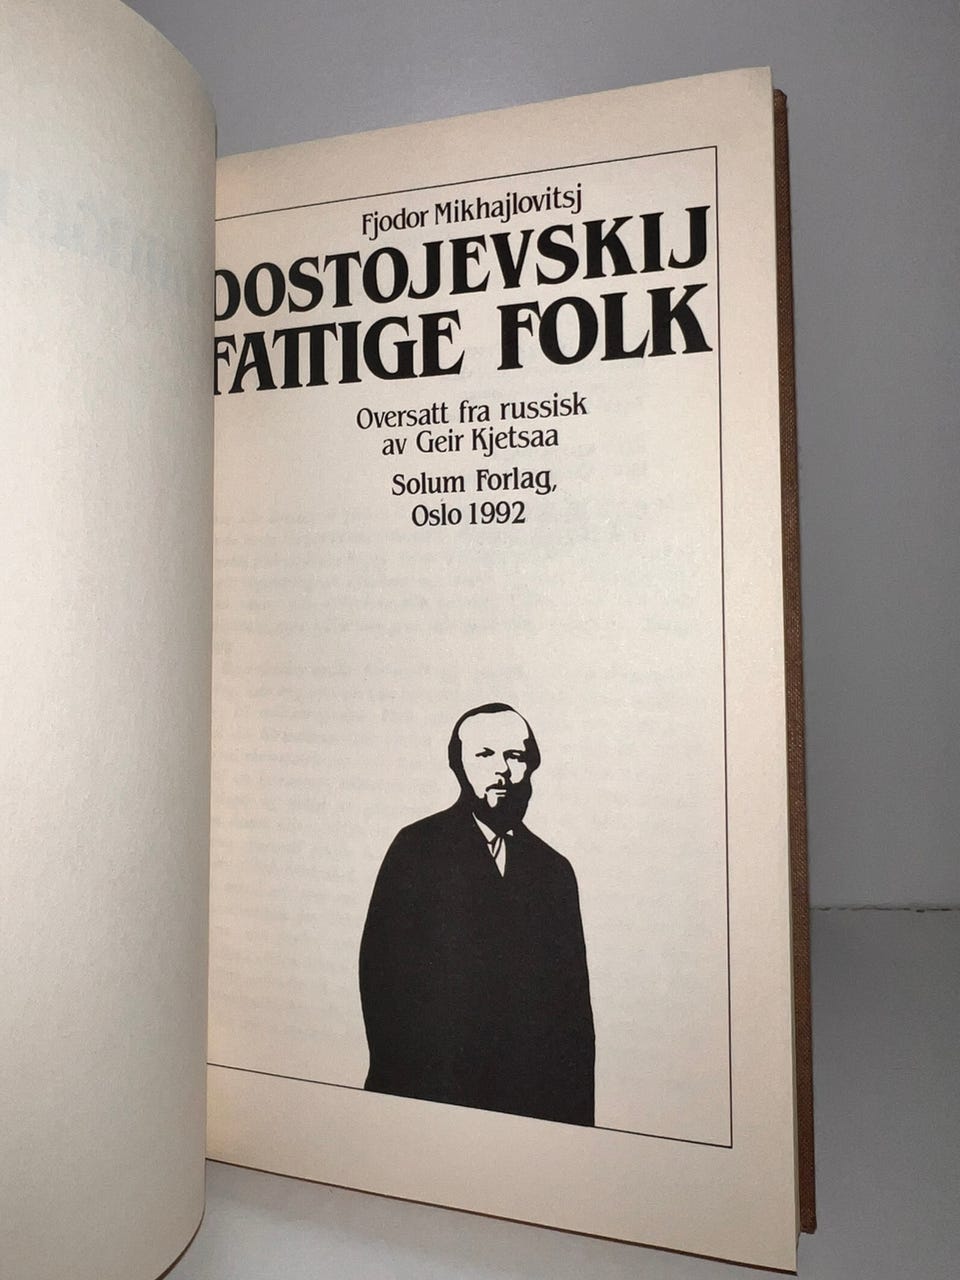 Fjodor Mikhajlovitsj
DOSTOJEVSKIJ
FATTIGE FOLK
Oversatt fra russisk
av Geir Kjetsaa
Solum Forlag,
Oslo 1992